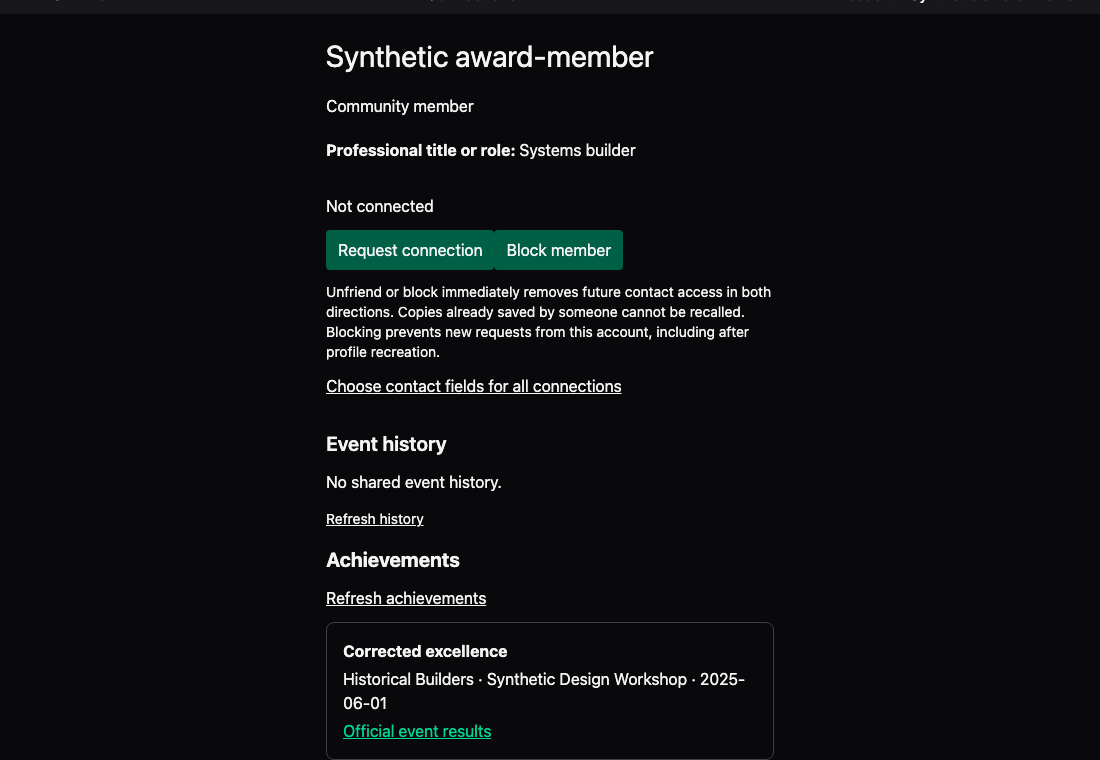 Synthetic award-member
Community member
Professional title or role: Systems builder
Not connected
Request connection
Block member
Unfriend or block immediately removes future contact access in both
directions. Copies already saved by someone cannot be recalled.
Blocking prevents new requests from this account, including after
profile recreation.
Choose contact fields for all connections
Event history
No shared event history.
Refresh history
Achievements
Refresh achievements
Corrected excellence
Historical Builders · Synthetic Design Workshop · 2025-
06-01
Official event results